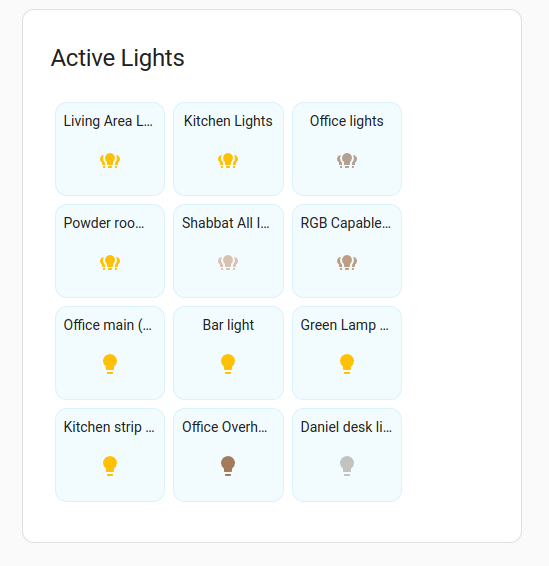 Active Lights
Living Area L...
Kitchen Lights
Office lights
Powder roo...
Shabbat All I...
RGB Capable...
Office main (...
Bar light
Green Lamp ...
Kitchen strip ...
Office Overh...
Daniel desk li...